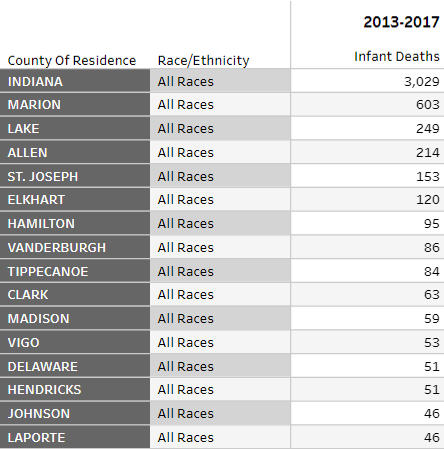 2013-2017
County Of Residence Race/Ethnicity Infant Deaths
INDIANA All Races 3,029
MARION All Races 603
LAKE All Races 249
ALLEN All Races 214
ST. JOSEPH All Races 153
ELKHART All Races 120
HAMILTON All Races 95
VANDERBURGH All Races 86
TIPPECANOE All Races 84
CLARK All Races 63
MADISON All Races 59
VIGO All Races 53
DELAWARE All Races 51
HENDRICKS All Races 51
JOHNSON All Races 46
LAPORTE All Races 46